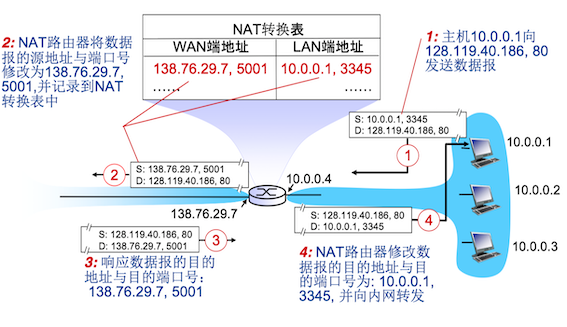 NAT转换表
WAN端地址 LAN端地址
138.76.29.7, 5001 10.0.0.1, 3345
…… ……
2: NAT路由器将数据
报的源地址与端口号
修改为138.76.29.7,
5001,并记录到NAT
转换表中
1: 主机10.0.0.1向
128.119.40.186, 80
发送数据报
S: 10.0.0.1, 3345
D: 128.119.40.186, 80
1
10.0.0.1
S: 138.76.29.7, 5001
D: 128.119.40.186, 80
2
10.0.0.4
10.0.0.2
138.76.29.7
S: 128.119.40.186, 80
D: 10.0.0.1, 3345
4
S: 128.119.40.186, 80
D: 138.76.29.7, 5001
3
10.0.0.3
3: 响应数据报的目的
地址与目的端口号：
138.76.29.7, 5001
4: NAT路由器修改数
据报的目的地址与目
的端口号为: 10.0.0.1,
3345, 并向内网转发